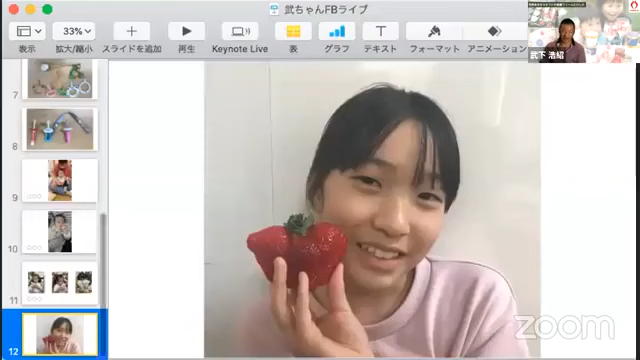 武ちゃんFBライブ
33%
表示
拡大/縮小
スライドを追加
再生
Keynote Live
表
グラフ
テキスト
フォーマット
アニメーション
武下 浩紹
7
8
9
10
11
12
zoom